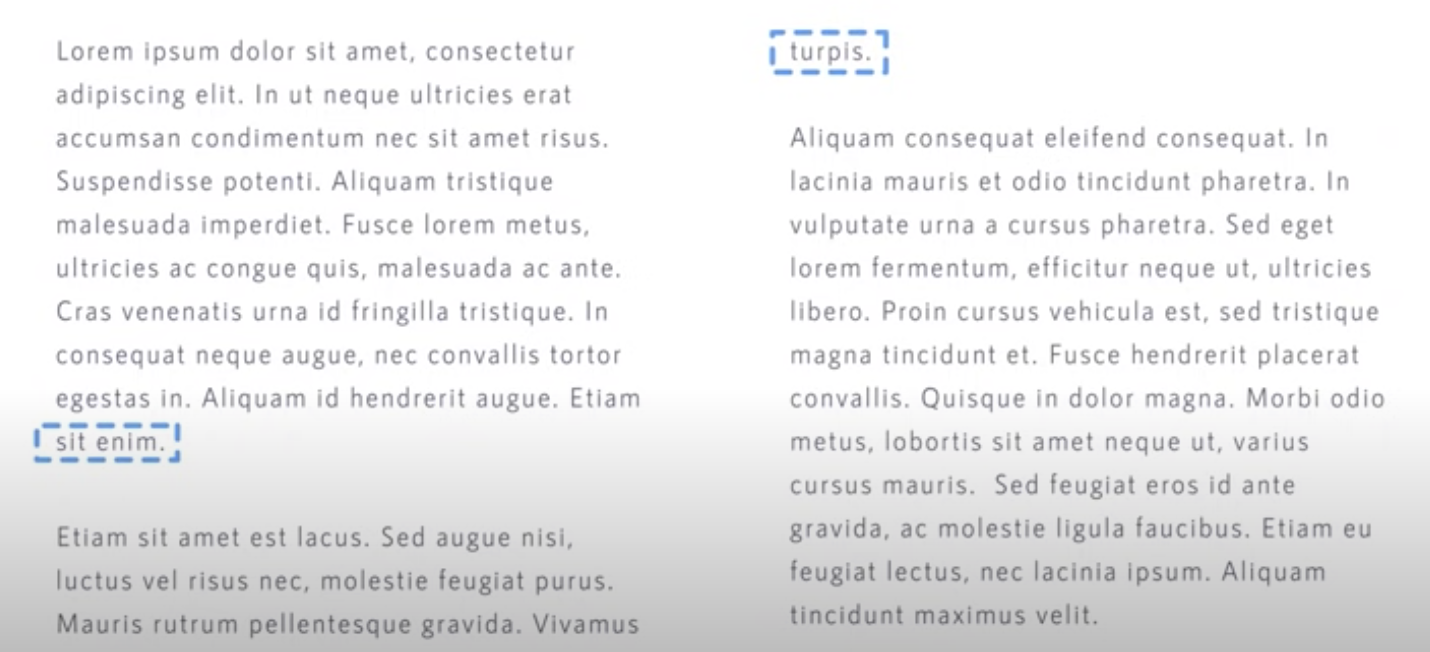 Lorem ipsum dolor sit amet, consectetur
adipiscing elit. In ut neque ultricies erat
accumsan condimentum nec sit amet risus.
Suspendisse potenti. Aliquam tristique
malesuada imperdiet. Fusce lorem metus,
ultricies ac congue quis, malesuada ac ante.
Cras venenatis urna id fringilla tristique. In
consequat neque augue, nec convallis tortor
egestas in. Aliquam id hendrerit augue. Etiam
sit enim.
Etiam sit amet est lacus. Sed augue nisi,
luctus vel risus nec, molestie feugiat purus.
Mauris rutrum pellentesque gravida. Vivamus
turpis.
Aliquam consequat eleifend consequat. In
lacinia mauris et odio tincidunt pharetra. In
vulputate urna a cursus pharetra. Sed eget
lorem fermentum, efficitur neque ut, ultricies
libero. Proin cursus vehicula est, sed tristique
magna tincidunt et. Fusce hendrerit placerat
convallis. Quisque in dolor magna. Morbi odio
metus, lobortis sit amet neque ut, varius
cursus mauris.  Sed feugiat eros id ante
gravida, ac molestie ligula faucibus. Etiam eu
feugiat lectus, nec lacinia ipsum. Aliquam
tincidunt maximus velit.